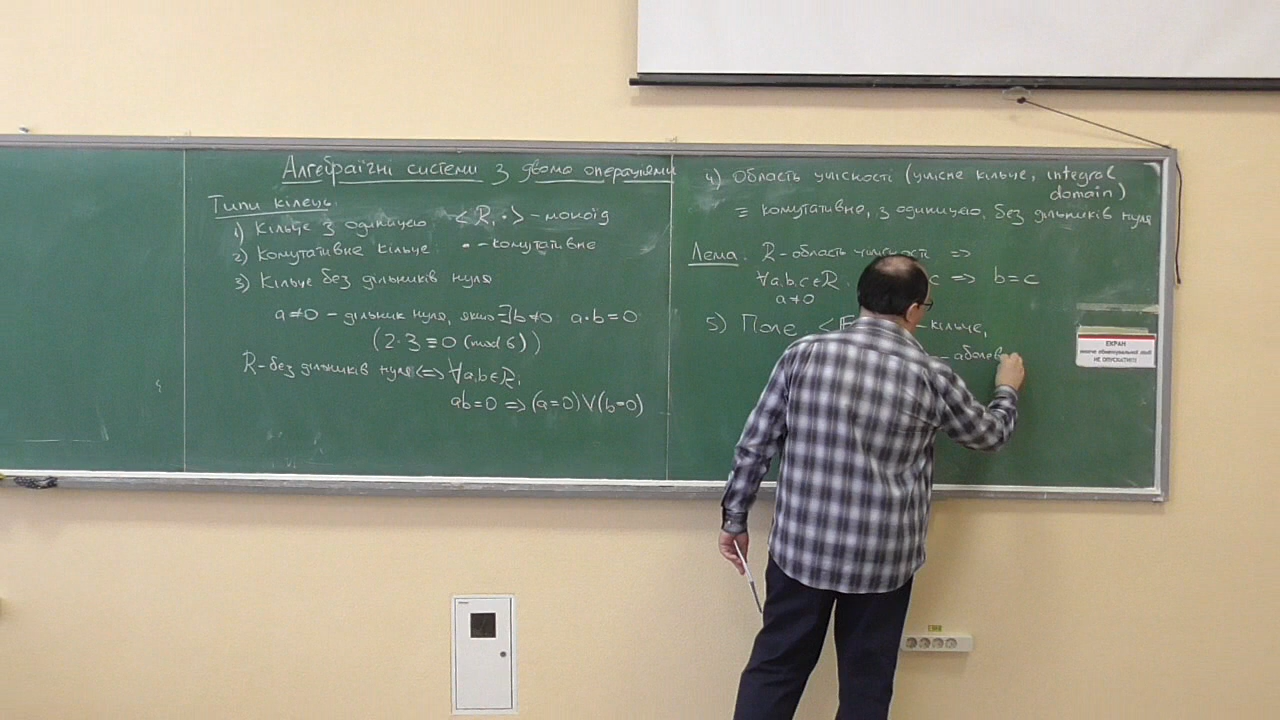 Алгебраїчні системи з двома операціями
Типи кілець.
1) Кільце з одиницею <R, ·> – моноїд
2) Комутативне кільце · – комутативне
3) Кільце без дільників нуля
a≠0 – дільник нуля, якщо ∃b≠0 a·b=0
(2·3≡0 (mod 6))
R-без дільників нуля ⇔ ∀a,b∈R,
ab=0 ⇒ (a=0)∨(b=0)
4) Область цілісності (цілісне кільце, integral
domain)
≡ комутативне, з одиницею, без дільників нуля
Лема. R-область цілісності ⇒
∀a,b,c∈R. c ⇒ b=c
a≠0
5) Поле. <F – кільце,
– абелев
ЕКРАН
НЕ ОПУСКАТИ!!!